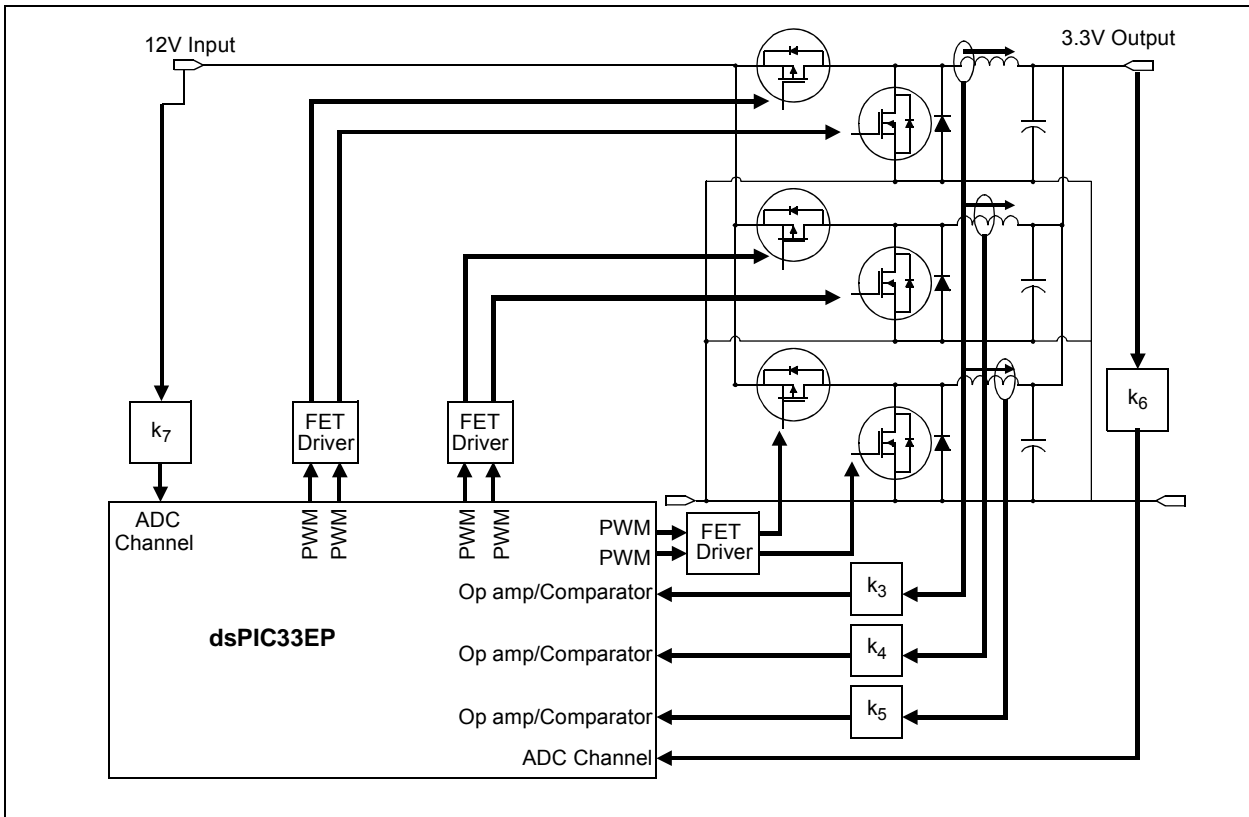 12V Input
3.3V Output
k7
FET
Driver
FET
Driver
k6
ADC
Channel
PWM
PWM
PWM
PWM
PWM
PWM
FET
Driver
Op amp/Comparator
k3
dsPIC33EP
Op amp/Comparator
k4
Op amp/Comparator
k5
ADC Channel